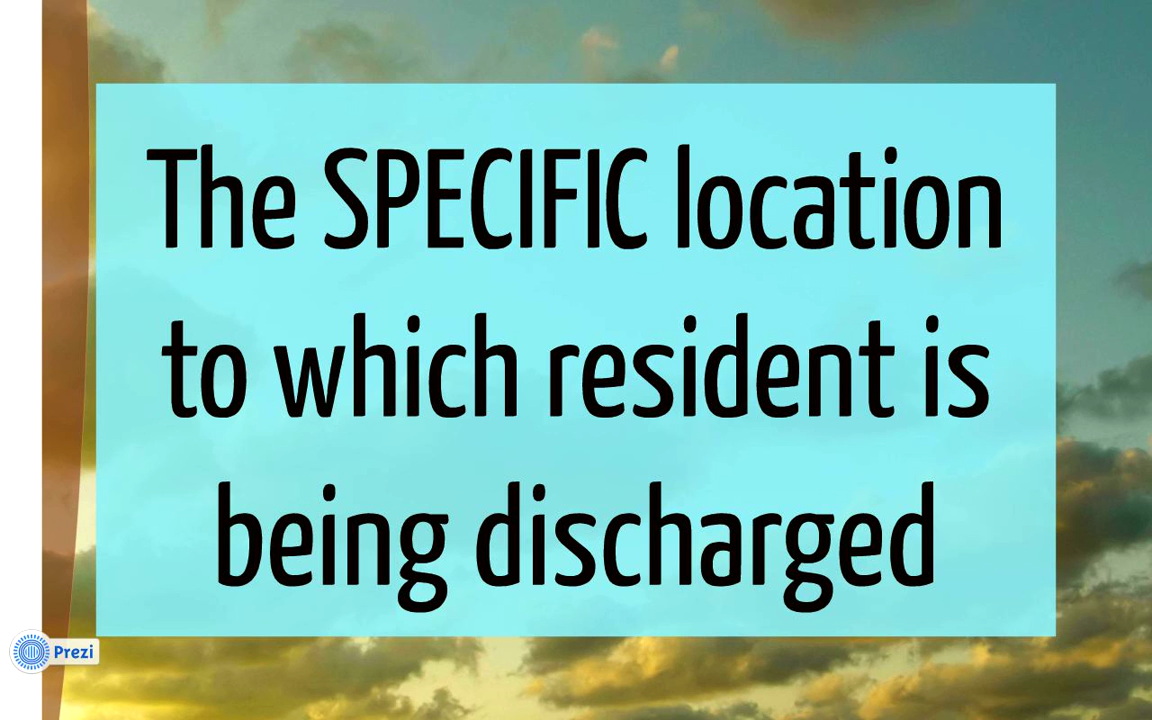 The SPECIFIC location
to which resident is
being discharged
Prezi